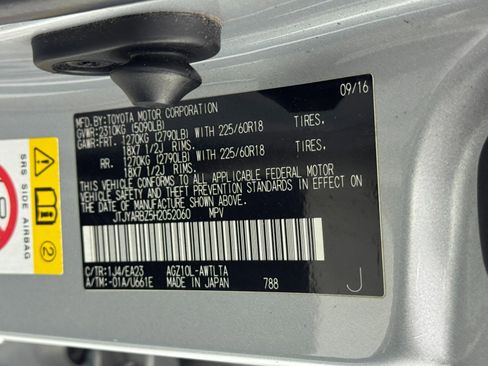 09/16
MFD.BY:TOYOTA MOTOR CORPORATION
GVWR:2310KG (5090LB)
GAWR:FRT. 1270KG (2790LB) WITH 225/60R18 TIRES,
18X7 1/2J RIMS,
RR. 1270KG (2790LB) WITH 225/60R18 TIRES,
18X7 1/2J RIMS,
THIS VEHICLE CONFORMS TO ALL APPLICABLE FEDERAL MOTOR
VEHICLE SAFETY AND BUMPER STANDARDS IN EFFECT ON
THE DATE OF MANUFACTURE SHOWN ABOVE.
JTJYARBZ5H2052060 MPV
C/TR:1J4/EA23 AGZ10L-AWTLTA
A/TM:-01A/U661E MADE IN JAPAN 788
J
SRS SIDE AIRBAG
2